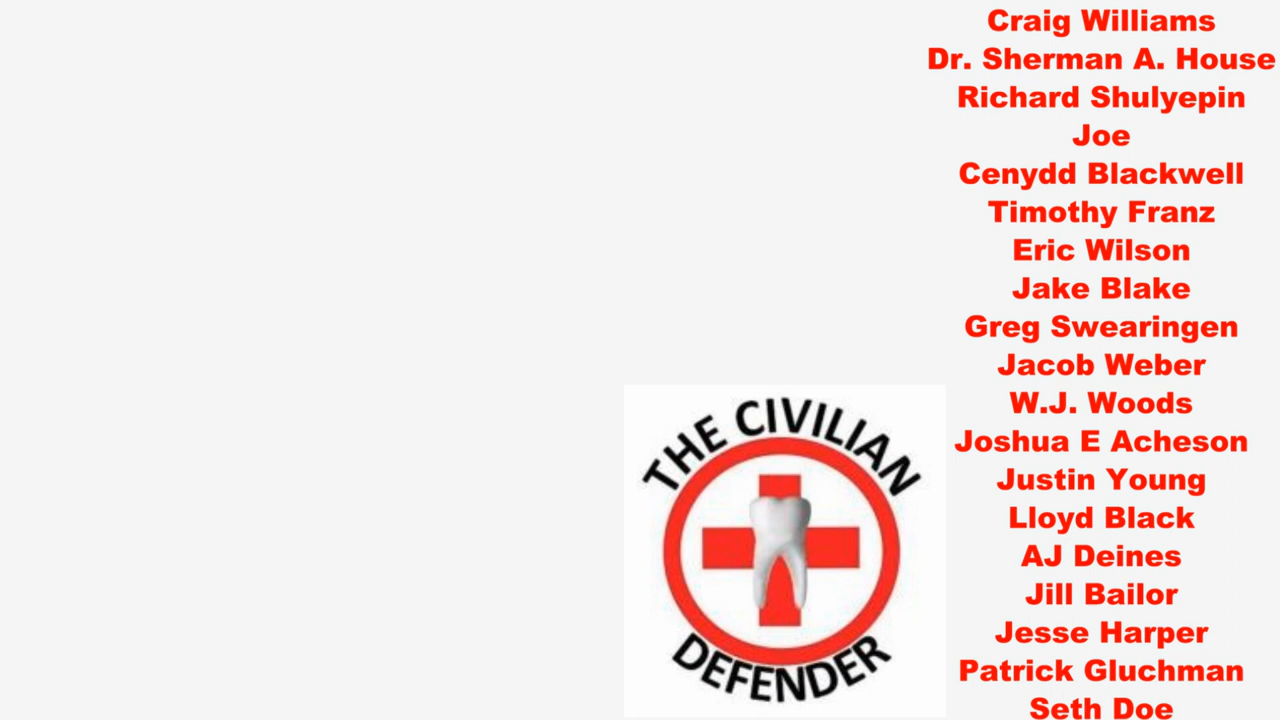 Craig Williams
Dr. Sherman A. House
Richard Shulyepin
Joe
Cenydd Blackwell
Timothy Franz
Eric Wilson
Jake Blake
Greg Swearingen
Jacob Weber
W.J. Woods
Joshua E Acheson
Justin Young
Lloyd Black
AJ Deines
Jill Bailor
Jesse Harper
Patrick Gluchman
Seth Doe
THE CIVILIAN
DEFENDER